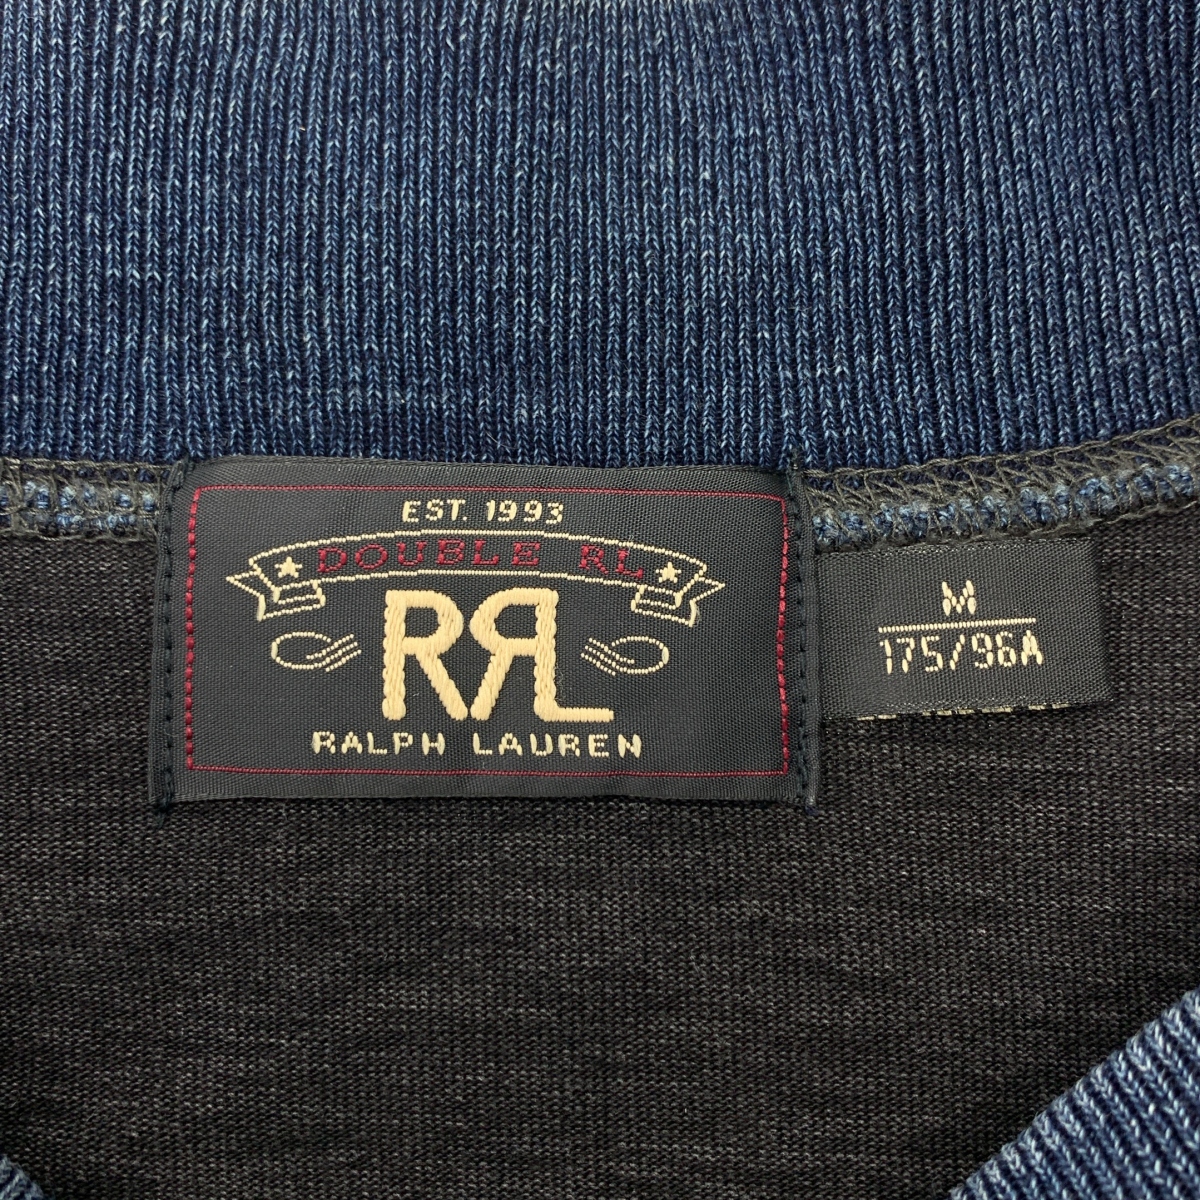 EST. 1993
DOUBLE RL
RRL
RALPH LAUREN
M
175/96A